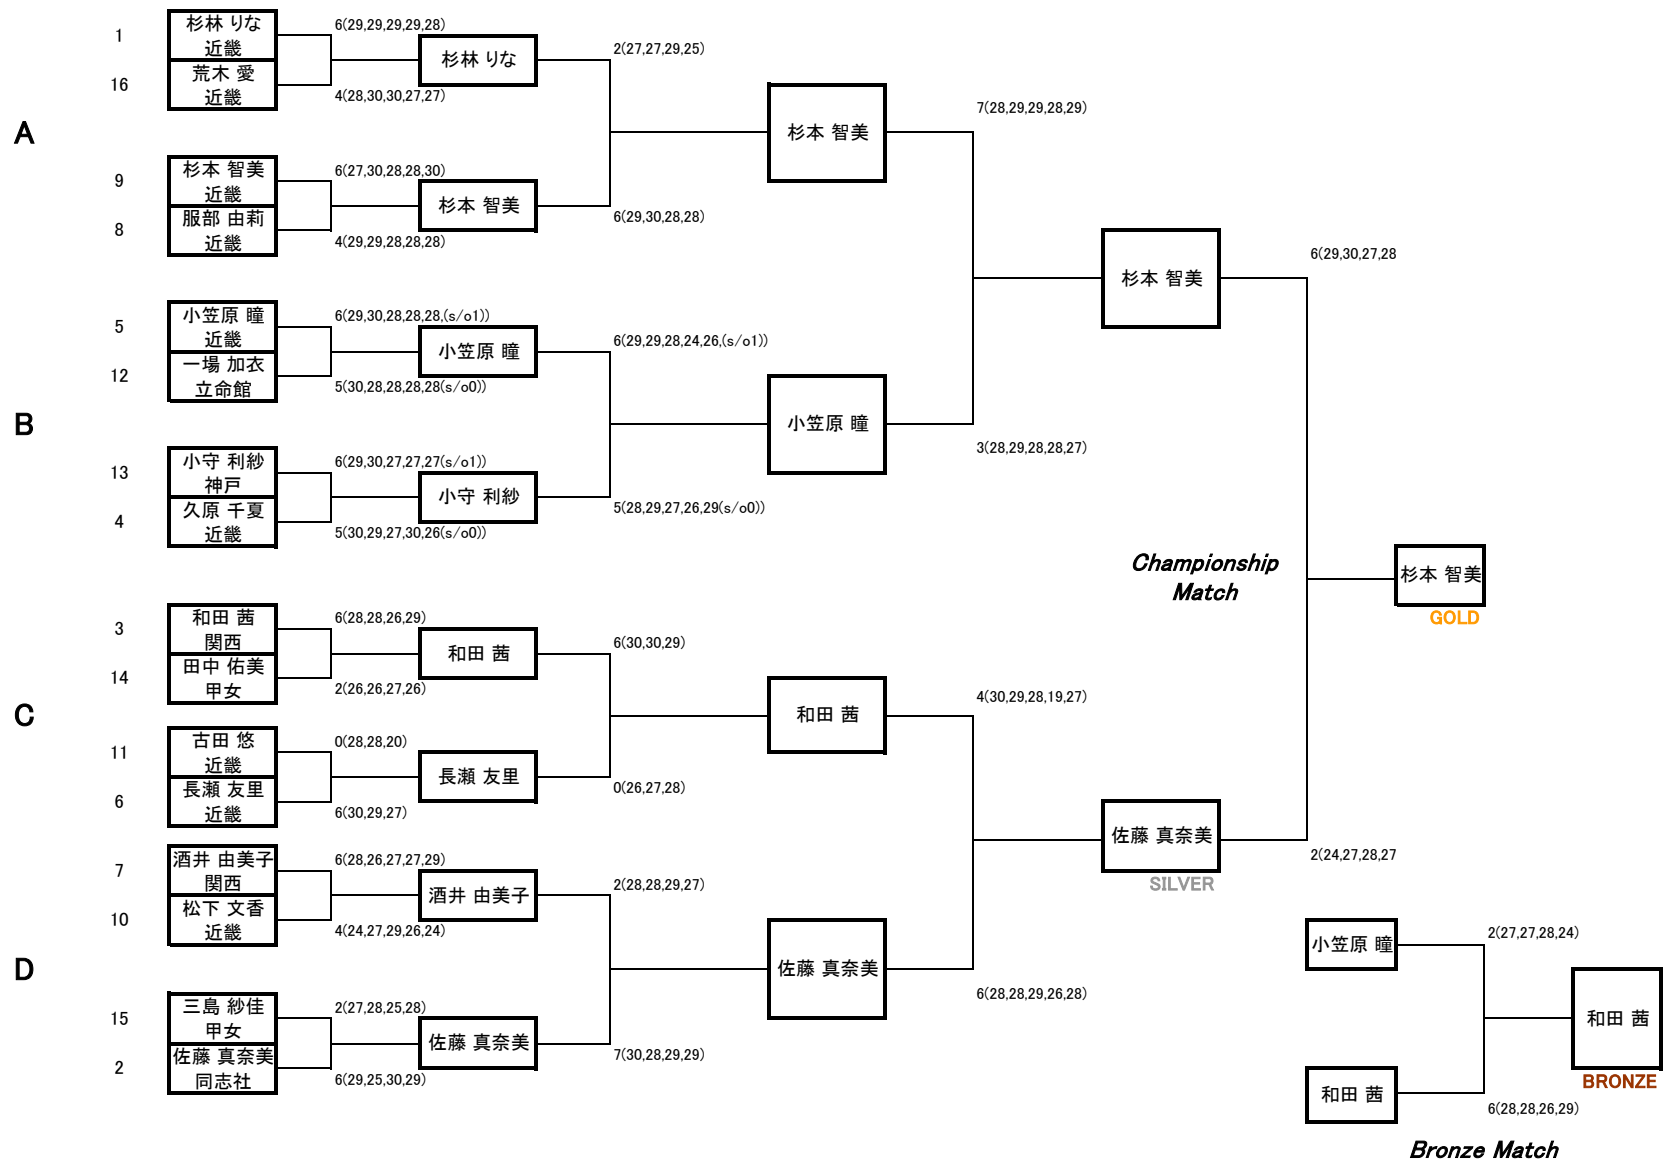 A
1
杉林 りな
近畿
6(29,29,29,29,28)
16
荒木 愛
近畿
4(28,30,30,27,27)
杉林 りな
2(27,27,29,25)
9
杉本 智美
近畿
6(27,30,28,28,30)
8
服部 由莉
近畿
4(29,29,28,28,28)
杉本 智美
6(29,30,28,28)
杉本 智美
7(28,29,29,28,29)
B
5
小笠原 瞳
近畿
6(29,30,28,28,28,(s/o1))
12
一場 加衣
立命館
5(30,28,28,28,28(s/o0))
小笠原 瞳
6(29,29,28,24,26,(s/o1))
13
小守 利紗
神戸
6(29,30,27,27,27(s/o1))
4
久原 千夏
近畿
5(30,29,27,30,26(s/o0))
小守 利紗
5(28,29,27,26,29(s/o0))
小笠原 瞳
3(28,29,28,28,27)
杉本 智美
6(29,30,27,28
C
3
和田 茜
関西
6(28,28,26,29)
14
田中 佑美
甲女
2(26,26,27,26)
和田 茜
6(30,30,29)
11
古田 悠
近畿
0(28,28,20)
6
長瀬 友里
近畿
6(30,29,27)
長瀬 友里
0(26,27,28)
和田 茜
4(30,29,28,19,27)
D
7
酒井 由美子
関西
6(28,26,27,27,29)
10
松下 文香
近畿
4(24,27,29,26,24)
酒井 由美子
2(28,28,29,27)
15
三島 紗佳
甲女
2(27,28,25,28)
2
佐藤 真奈美
同志社
6(29,25,30,29)
佐藤 真奈美
7(30,28,29,29)
佐藤 真奈美
6(28,28,29,26,28)
佐藤 真奈美
SILVER
2(24,27,28,27
Championship
Match
杉本 智美
GOLD
小笠原 瞳
2(27,27,28,24)
和田 茜
6(28,28,26,29)
和田 茜
BRONZE
Bronze Match